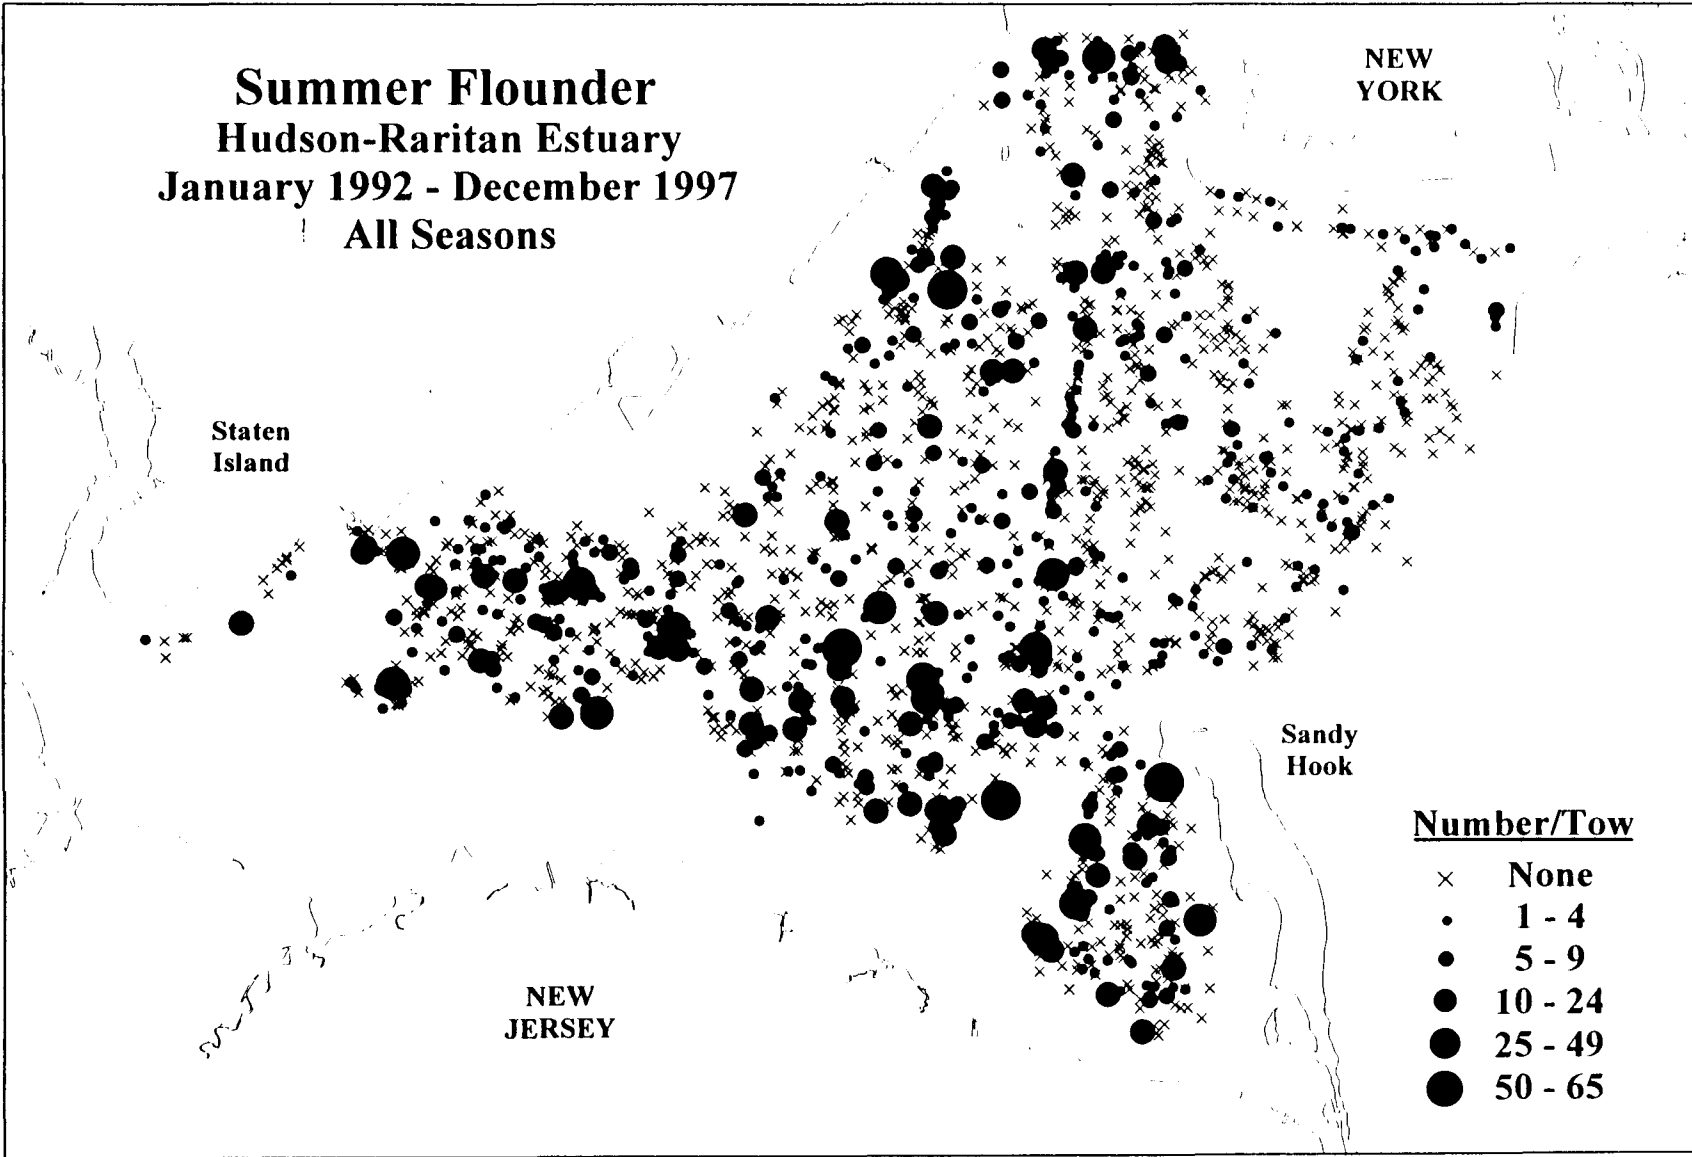 Summer Flounder
Hudson-Raritan Estuary
January 1992 - December 1997
All Seasons
NEW
YORK
Staten
Island
Sandy
Hook
NEW
JERSEY
Number/Tow
× None
1 - 4
5 - 9
10 - 24
25 - 49
50 - 65